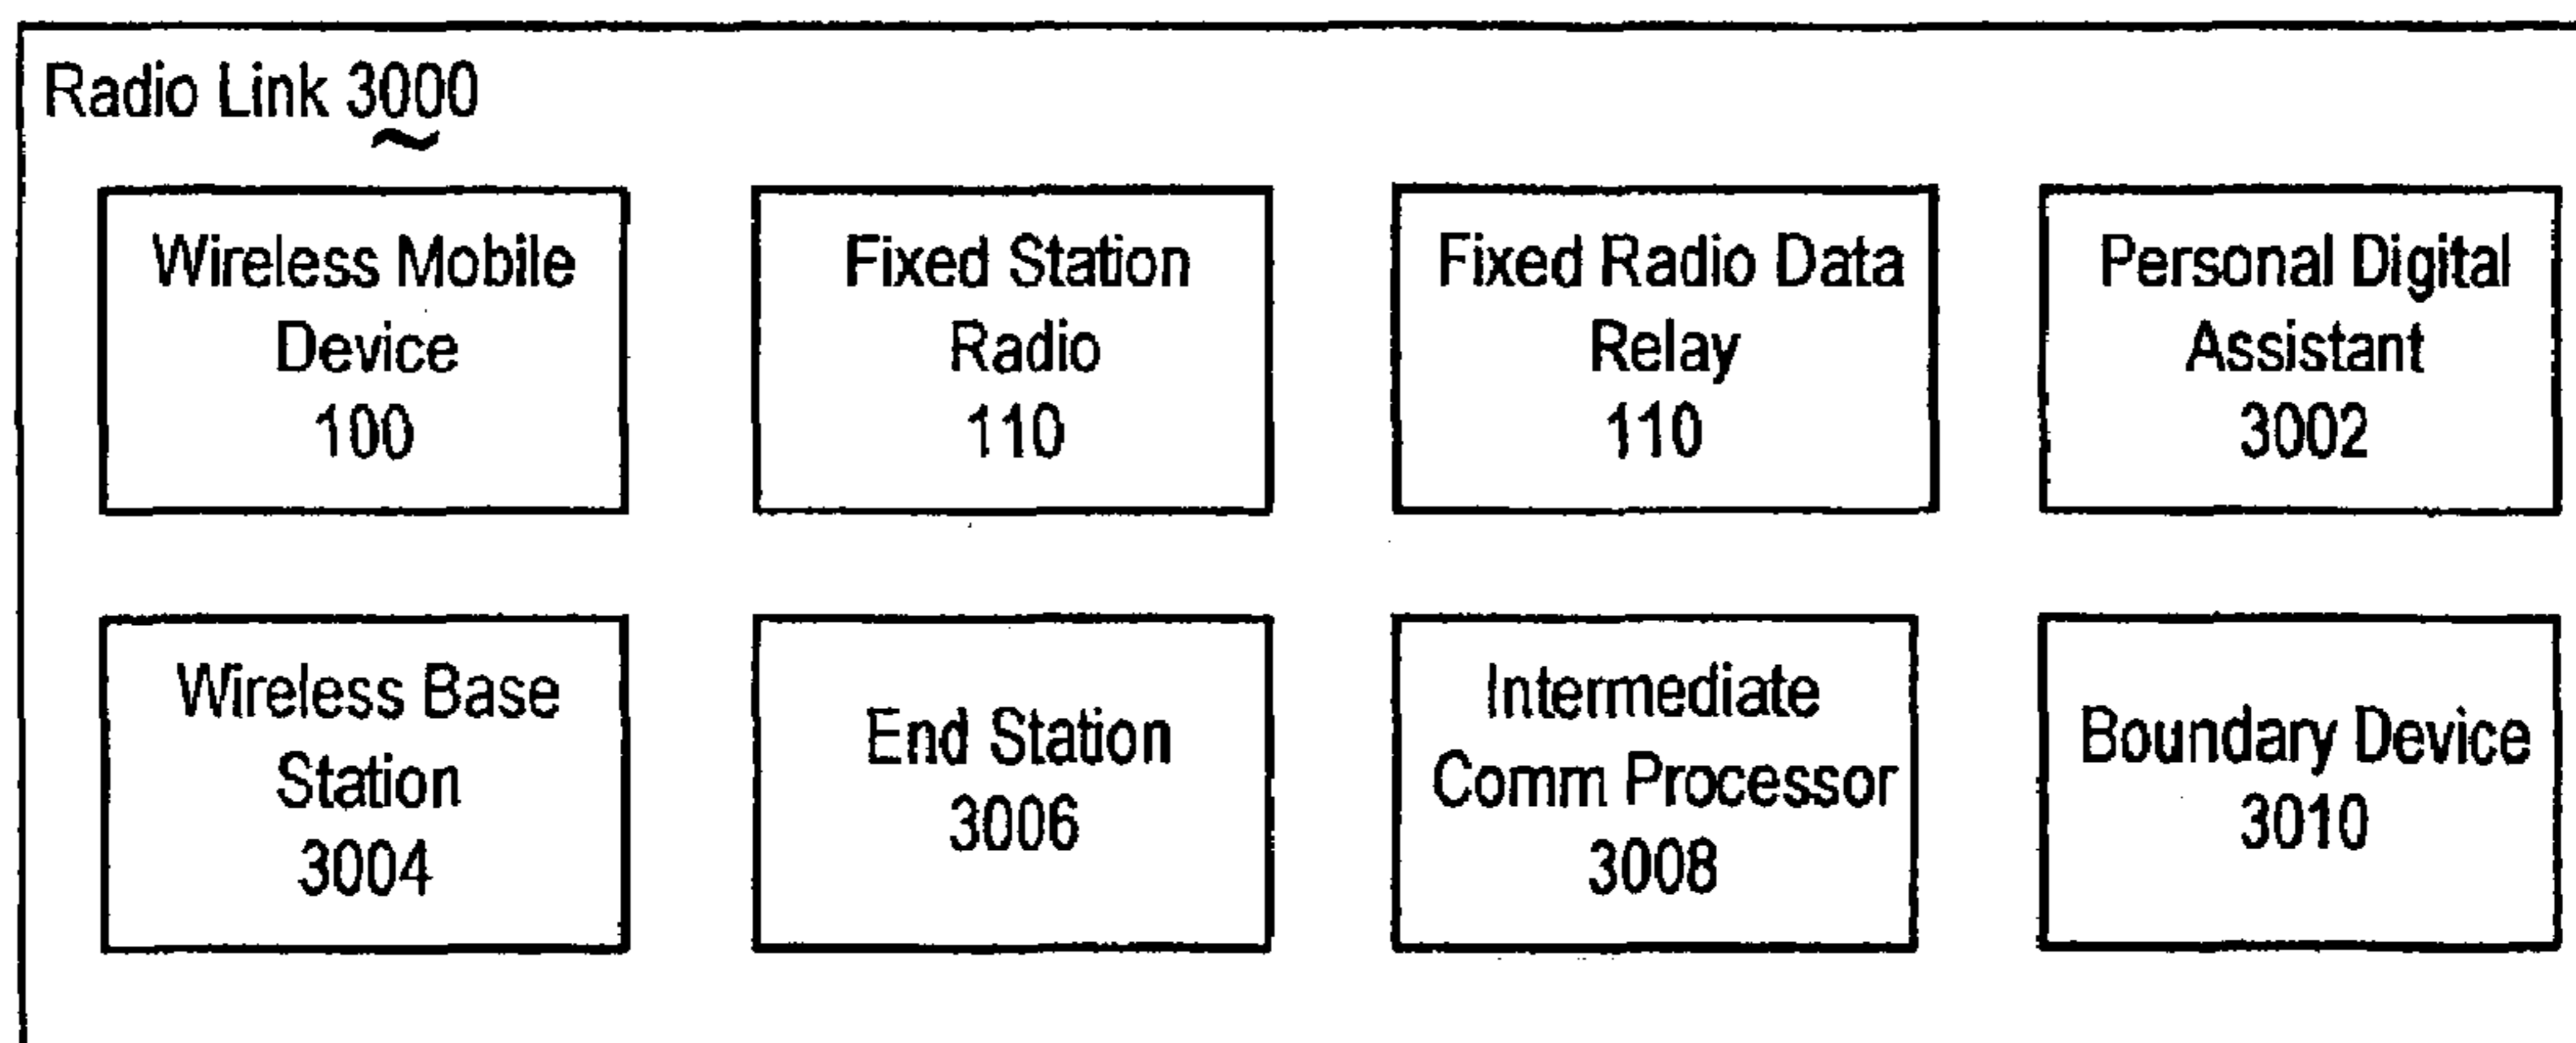 Radio Link 3000
Wireless Mobile
Device
100
Fixed Station
Radio
110
Fixed Radio Data
Relay
110
Personal Digital
Assistant
3002
Wireless Base
Station
3004
End Station
3006
Intermediate
Comm Processor
3008
Boundary Device
3010